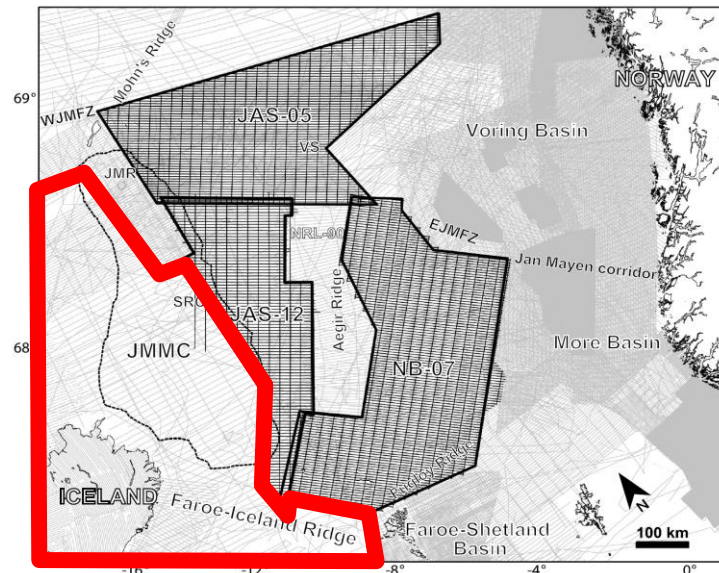 Mohn's Ridge
NORWAY
69°
WJMFZ
JAS-05
Voring Basin
VS
JMR
NRL-00
EJMFZ
Jan Mayen corridor
SRC
JAS-12
Aegir Ridge
68
JMMC
NB-07
More Basin
ICELAND
Faroe-Iceland Ridge
Ridge
Faroe-Shetland
Basin
N
100 km
-16
-12
-8°
-4°
0°